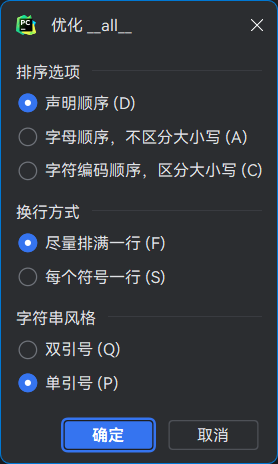 PC
优化 __all__
排序选项
声明顺序 (D)
字母顺序，不区分大小写 (A)
字符编码顺序，区分大小写 (C)
换行方式
尽量排满一行 (F)
每个符号一行 (S)
字符串风格
双引号 (Q)
单引号 (P)
确定
取消